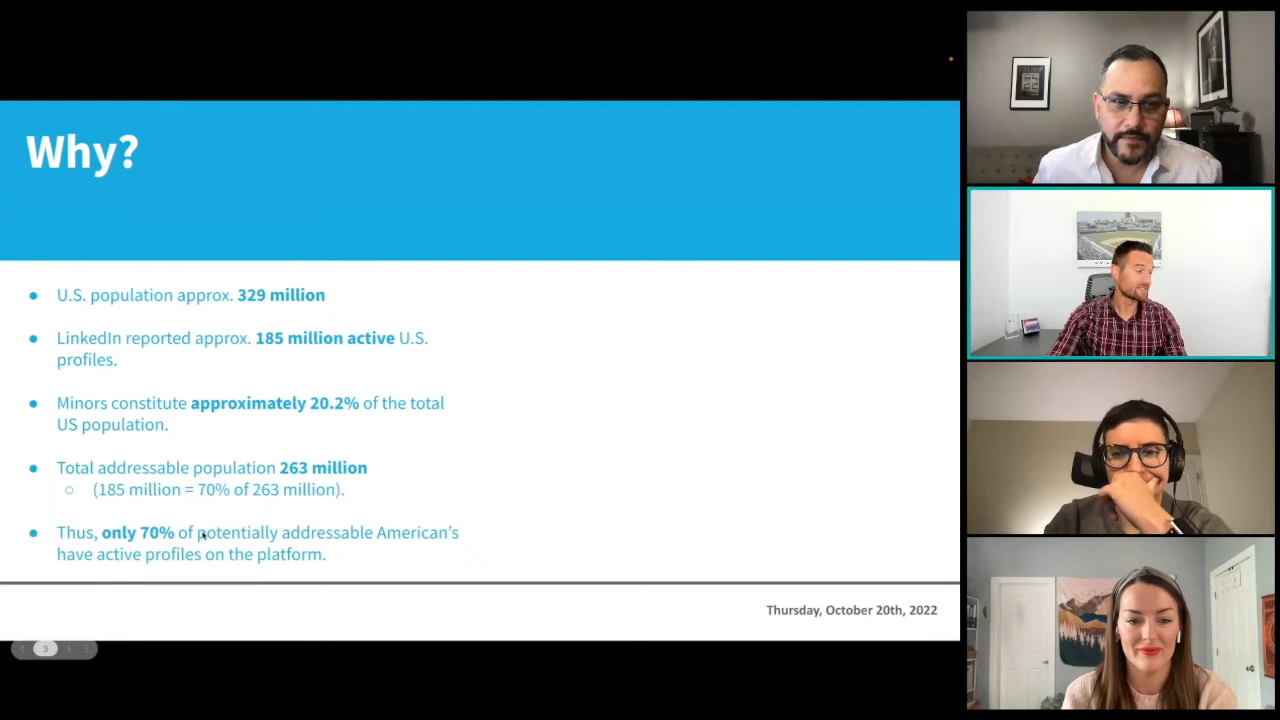 Why?
● U.S. population approx. 329 million
● LinkedIn reported approx. 185 million active U.S.
profiles.
● Minors constitute approximately 20.2% of the total
US population.
● Total addressable population 263 million
○ (185 million = 70% of 263 million).
● Thus, only 70% of potentially addressable American's
have active profiles on the platform.
Thursday, October 20th, 2022
3